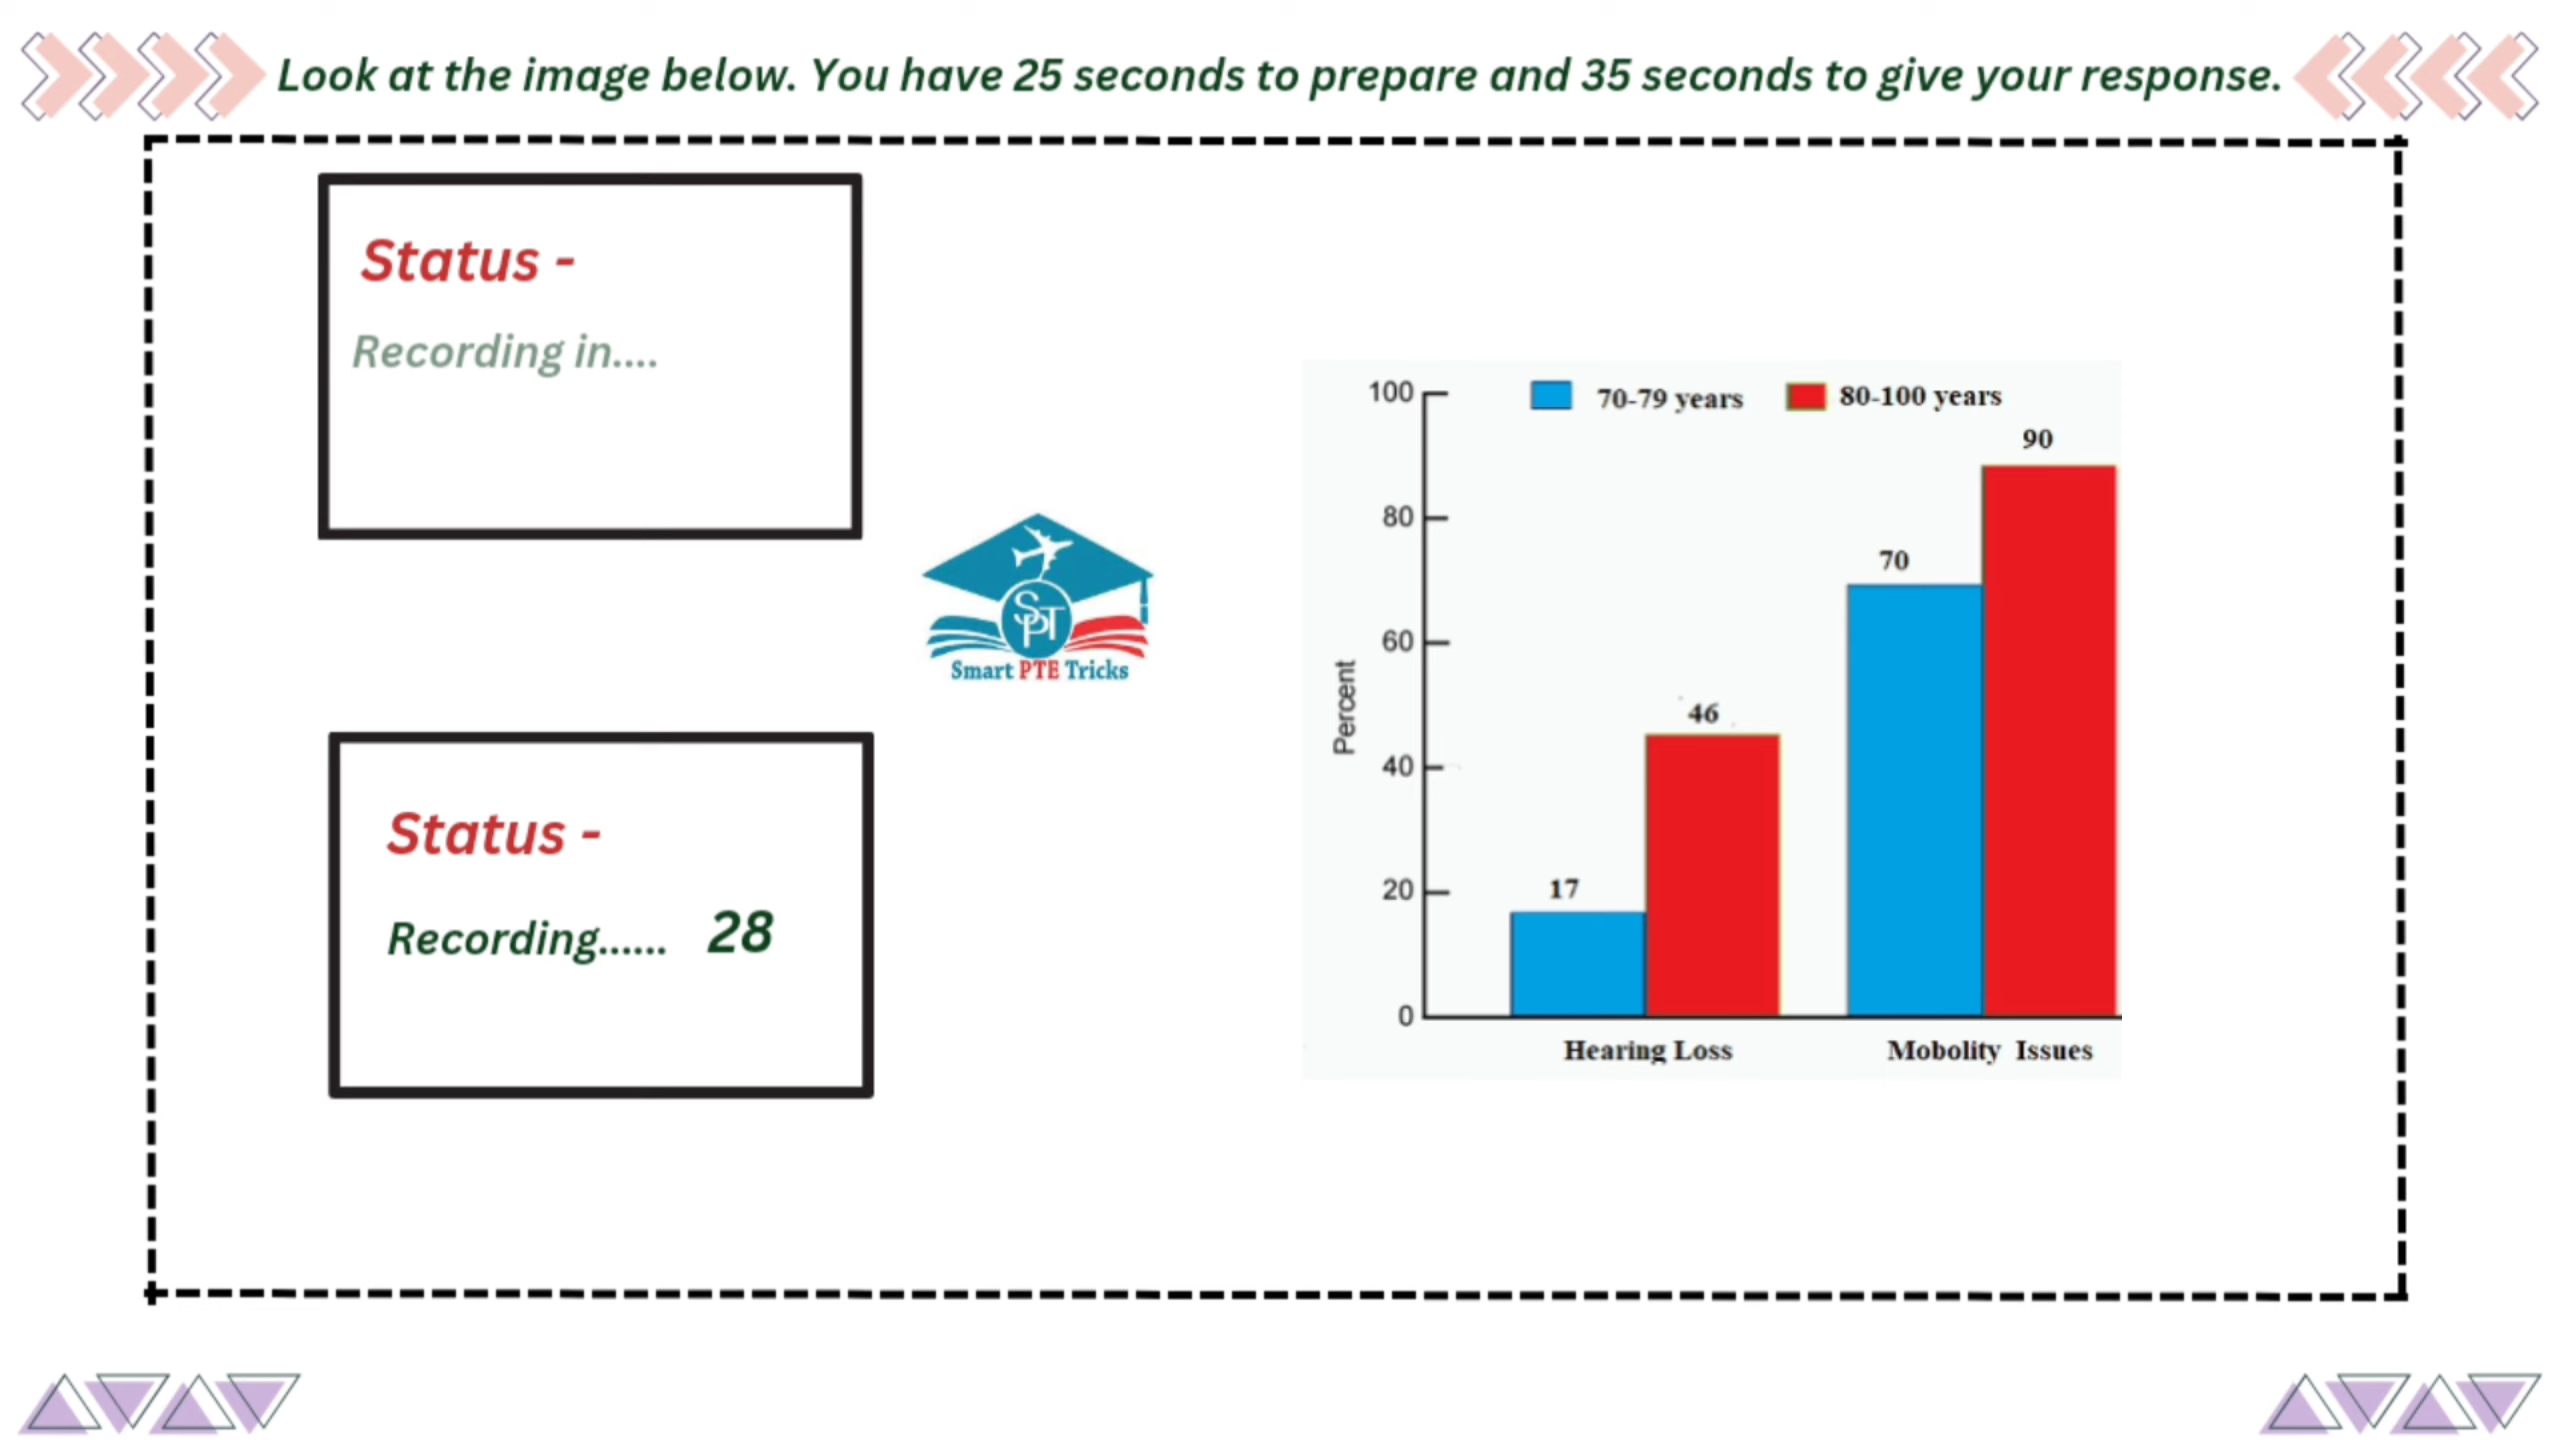 Look at the image below. You have 25 seconds to prepare and 35 seconds to give your response.
Status -
Recording in....
SPT
Smart PTE Tricks
Status -
Recording...... 28
70-79 years 80-100 years
Percent
100
80
60
40
20
0
17
46
70
90
Hearing Loss
Mobolity Issues